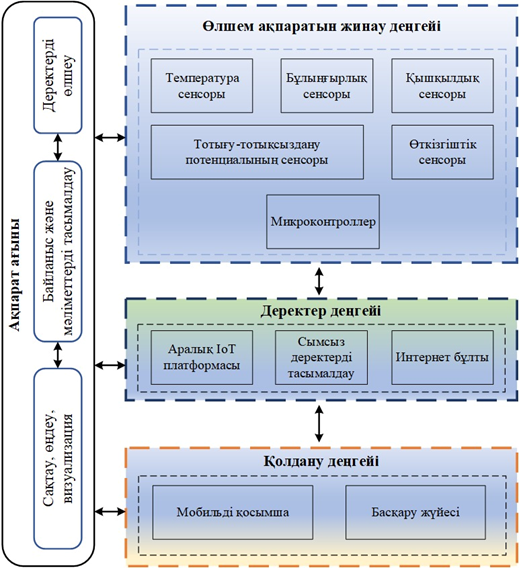 Ақпарат ағыны
Деректерді
өлшеу
Байланыс және
мәліметтерді тасымалдау
Сақтау, өңдеу,
визуализация
Өлшем ақпаратын жинау деңгейі
Температура
сенсоры
Бұлыңғырлық
сенсоры
Қышқылдық
сенсоры
Тотығу-тотықсыздану
потенциалының сенсоры
Өткізгіштік
сенсоры
Микроконтроллер
Деректер деңгейі
Аралық IoT
платформасы
Сымсыз
деректерді
тасымалдау
Интернет бұлты
Қолдану деңгейі
Мобильді қосымша
Басқару жүйесі